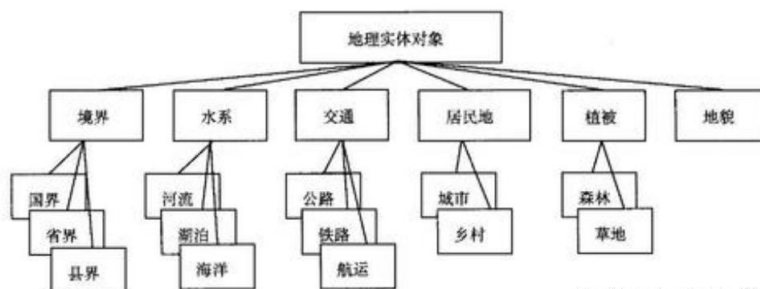 地理实体对象
境界
水系
交通
居民地
植被
地貌
国界
河流
公路
城市
森林
省界
湖泊
铁路
乡村
草地
县界
海洋
航运